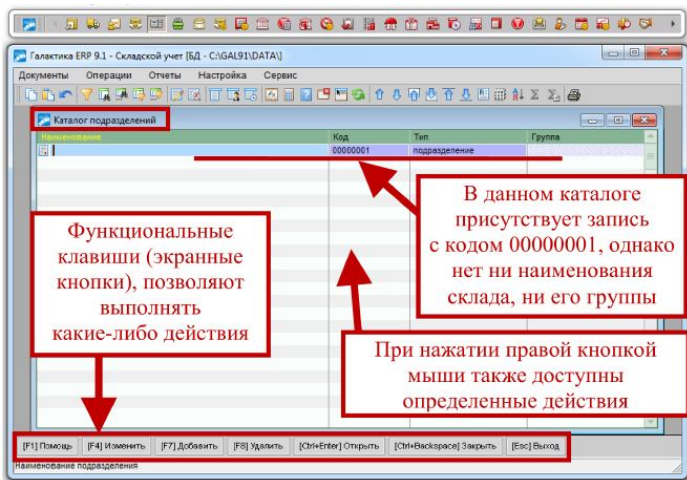 Галактика ERP 9.1 - Складской учет [БД - C:\GAL91\DATA\]
Документы Операции Отчеты Настройка Сервис
Каталог подразделений
Наименование Код Тип Группа
00000001 подразделение
В данном каталоге
присутствует запись
с кодом 00000001, однако
нет ни наименования
склада, ни его группы
Функциональные
клавиши (экранные
кнопки), позволяют
выполнять
какие-либо действия
При нажатии правой кнопкой
мыши также доступны
определенные действия
[F1] Помощь [F4] Изменить [F7] Добавить [F8] Удалить [Ctrl+Enter] Открыть [Ctrl+Backspace] Закрыть [Esc] Выход
Наименование подразделения